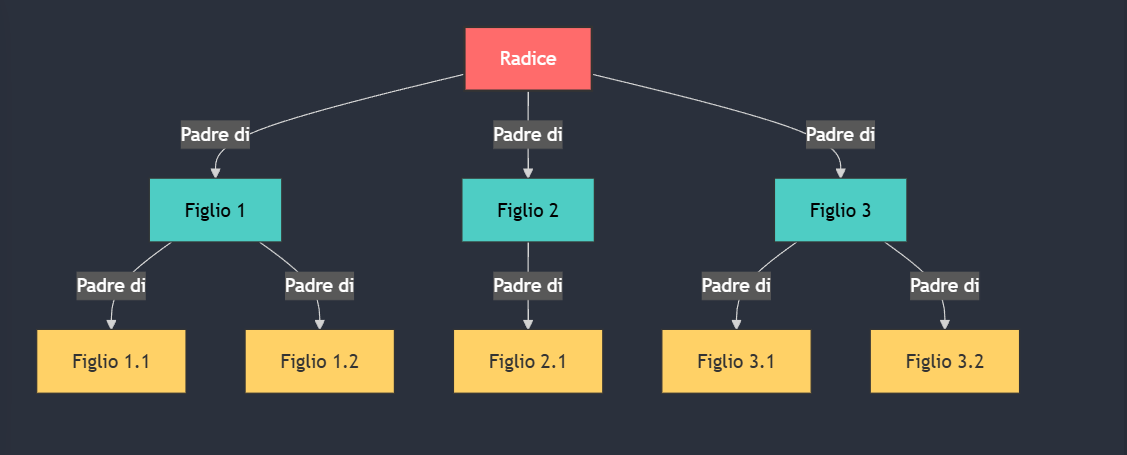 Radice
Padre di
Padre di
Padre di
Figlio 1
Figlio 2
Figlio 3
Padre di
Padre di
Padre di
Padre di
Padre di
Figlio 1.1
Figlio 1.2
Figlio 2.1
Figlio 3.1
Figlio 3.2